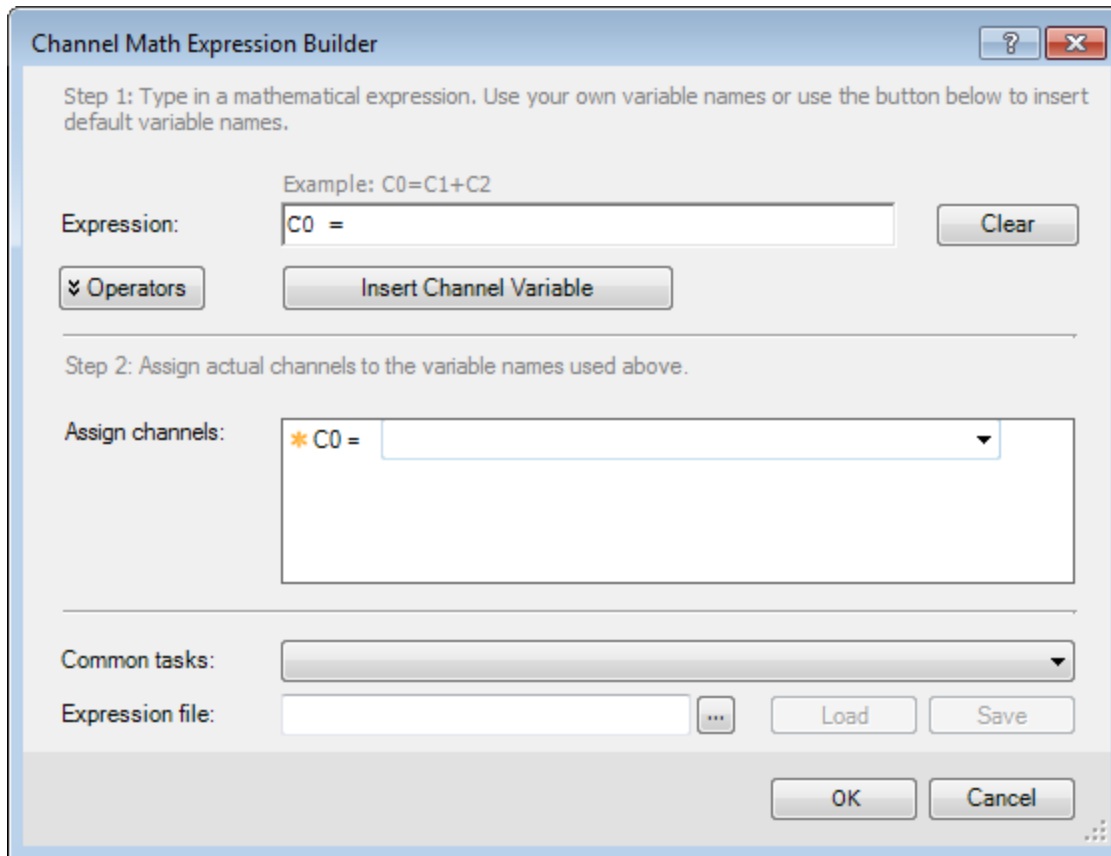 Channel Math Expression Builder
Step 1: Type in a mathematical expression. Use your own variable names or use the button below to insert
default variable names.
Example: C0=C1+C2
Expression: C0 = Clear
Operators Insert Channel Variable
Step 2: Assign actual channels to the variable names used above.
Assign channels: * C0 =
Common tasks:
Expression file: ... Load Save
OK Cancel